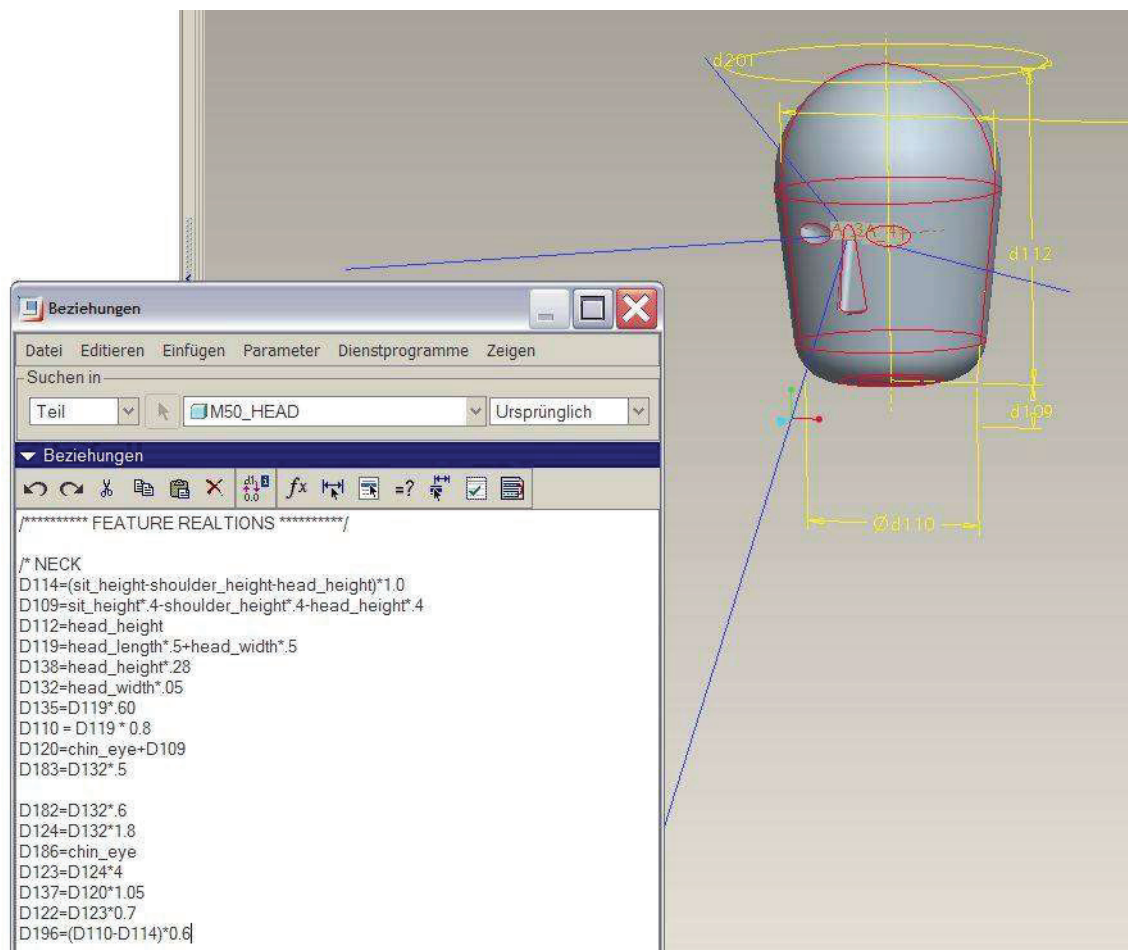 d201
A_3A_4
d112
d109
Ød110
Beziehungen
Datei Editieren Einfügen Parameter Dienstprogramme Zeigen
Suchen in
Teil M50_HEAD Ursprünglich
Beziehungen
/********** FEATURE REALTIONS **********/
/* NECK
D114=(sit_height-shoulder_height-head_height)*1.0
D109=sit_height*.4-shoulder_height*.4-head_height*.4
D112=head_height
D119=head_length*.5+head_width*.5
D138=head_height*.28
D132=head_width*.05
D135=D119*.60
D110 = D119 * 0.8
D120=chin_eye+D109
D183=D132*.5
D182=D132*.6
D124=D132*1.8
D186=chin_eye
D123=D124*4
D137=D120*1.05
D122=D123*0.7
D196=(D110-D114)*0.6